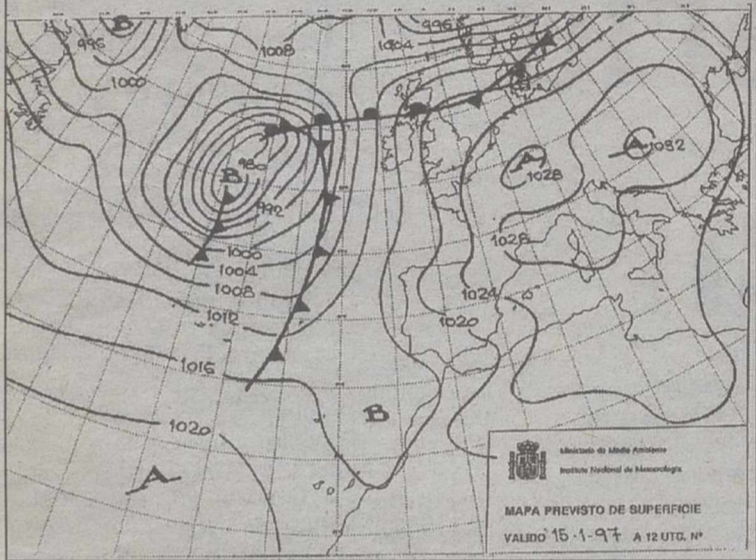 996
B
996
1008
1004
1000
A
1032
980
A
1028
B
992
1028
1000
1004
1024
1008
1012
1020
1016
B
1020
A
Ministerio de Medio Ambiente
Instituto Nacional de Meteorología
MAPA PREVISTO DE SUPERFICIE
VALIDO 15-1-97 A 12 UTC. Nº